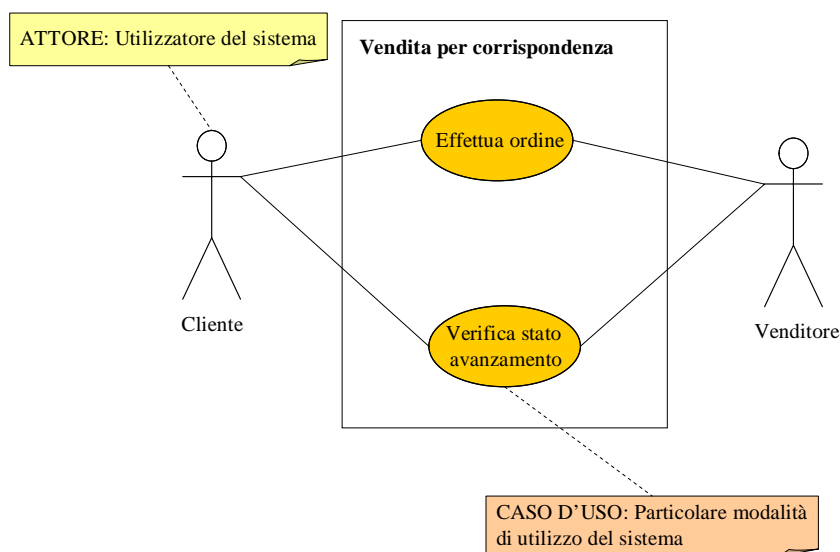 ATTORE: Utilizzatore del sistema
Vendita per corrispondenza
Effettua ordine
Cliente
Venditore
Verifica stato
avanzamento
CASO D'USO: Particolare modalità
di utilizzo del sistema